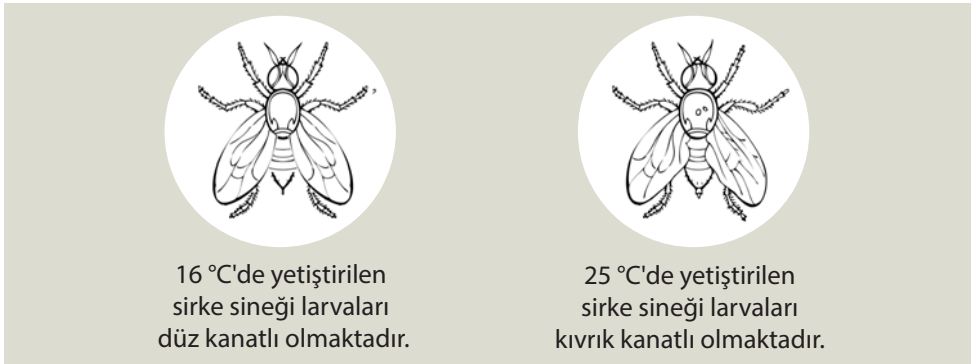 16 °C'de yetiştirilen
sirke sineği larvaları
düz kanatlı olmaktadır.
25 °C'de yetiştirilen
sirke sineği larvaları
kıvrık kanatlı olmaktadır.